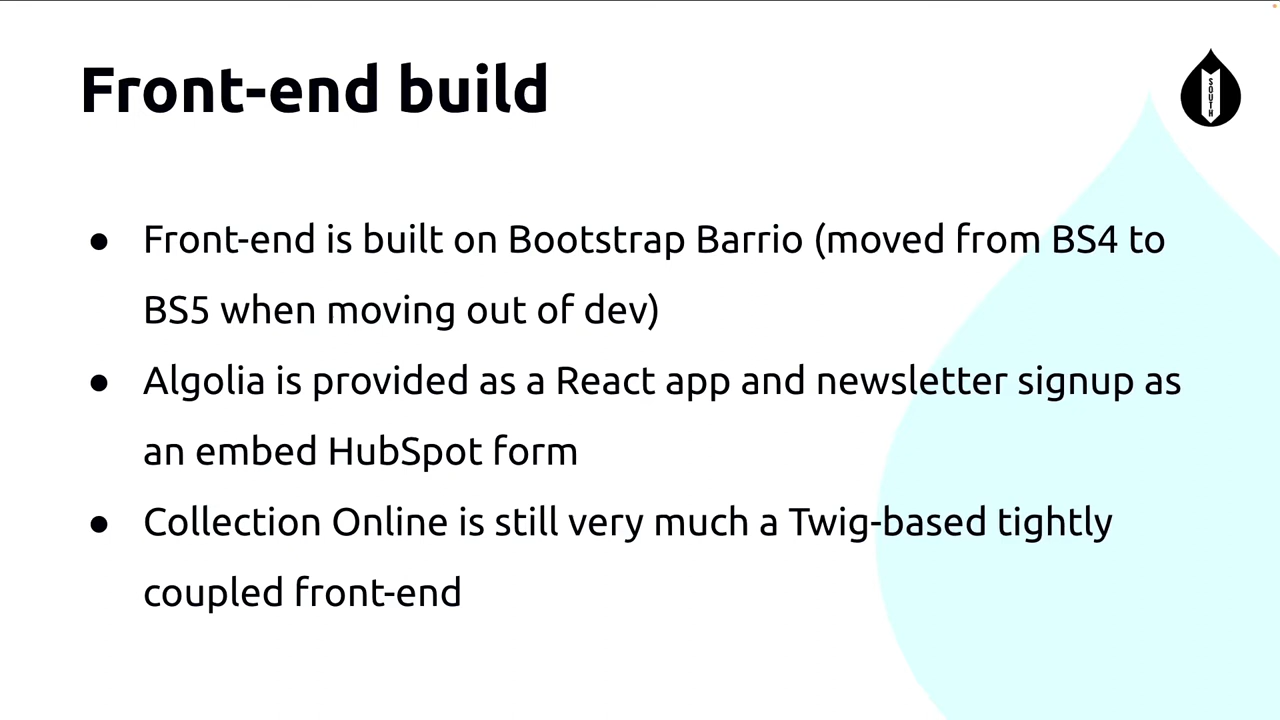 Front-end build
SOUTH
● Front-end is built on Bootstrap Barrio (moved from BS4 to
BS5 when moving out of dev)
● Algolia is provided as a React app and newsletter signup as
an embed HubSpot form
● Collection Online is still very much a Twig-based tightly
coupled front-end